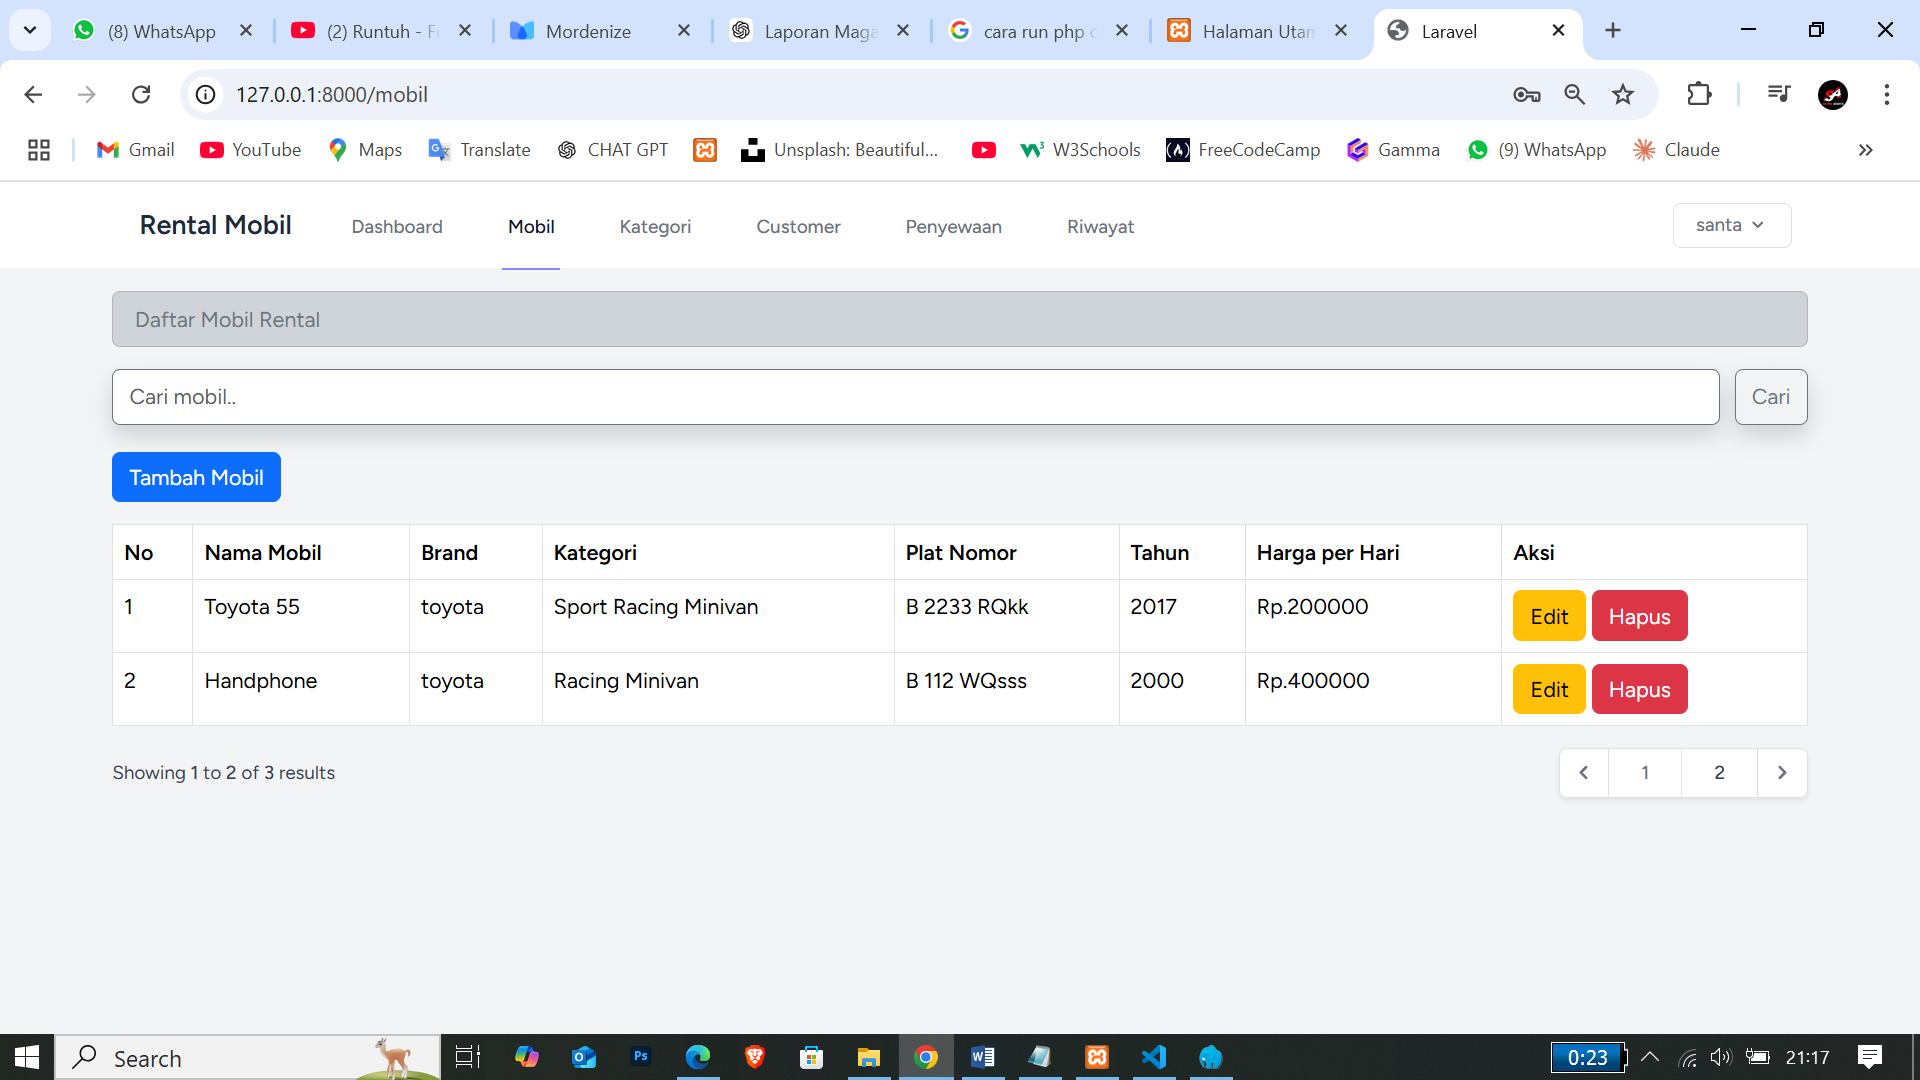 (8) WhatsApp
(2) Runtuh - Fe
Mordenize
Laporan Maga
cara run php c
Halaman Utam
Laravel
127.0.0.1:8000/mobil
Gmail
YouTube
Maps
Translate
CHAT GPT
Unsplash: Beautiful...
W3Schools
FreeCodeCamp
Gamma
(9) WhatsApp
Claude
Rental Mobil
Dashboard
Mobil
Kategori
Customer
Penyewaan
Riwayat
santa
Daftar Mobil Rental
Cari mobil..
Cari
Tambah Mobil
No Nama Mobil Brand Kategori Plat Nomor Tahun Harga per Hari Aksi
1 Toyota 55 toyota Sport Racing Minivan B 2233 RQkk 2017 Rp.200000 Edit Hapus
2 Handphone toyota Racing Minivan B 112 WQsss 2000 Rp.400000 Edit Hapus
Showing 1 to 2 of 3 results
1 2
Search
Ps
0:23
21:17